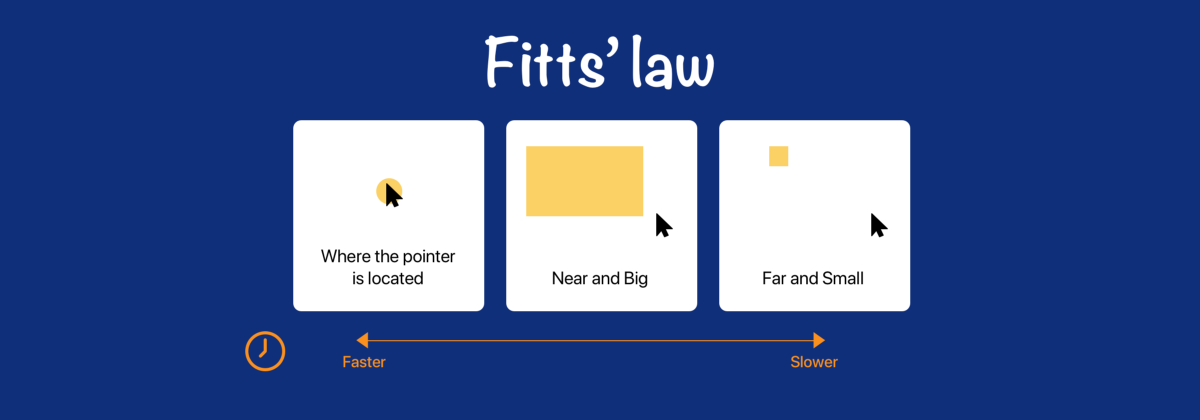 Fitts’ law
Where the pointer
is located
Near and Big
Far and Small
Faster
Slower